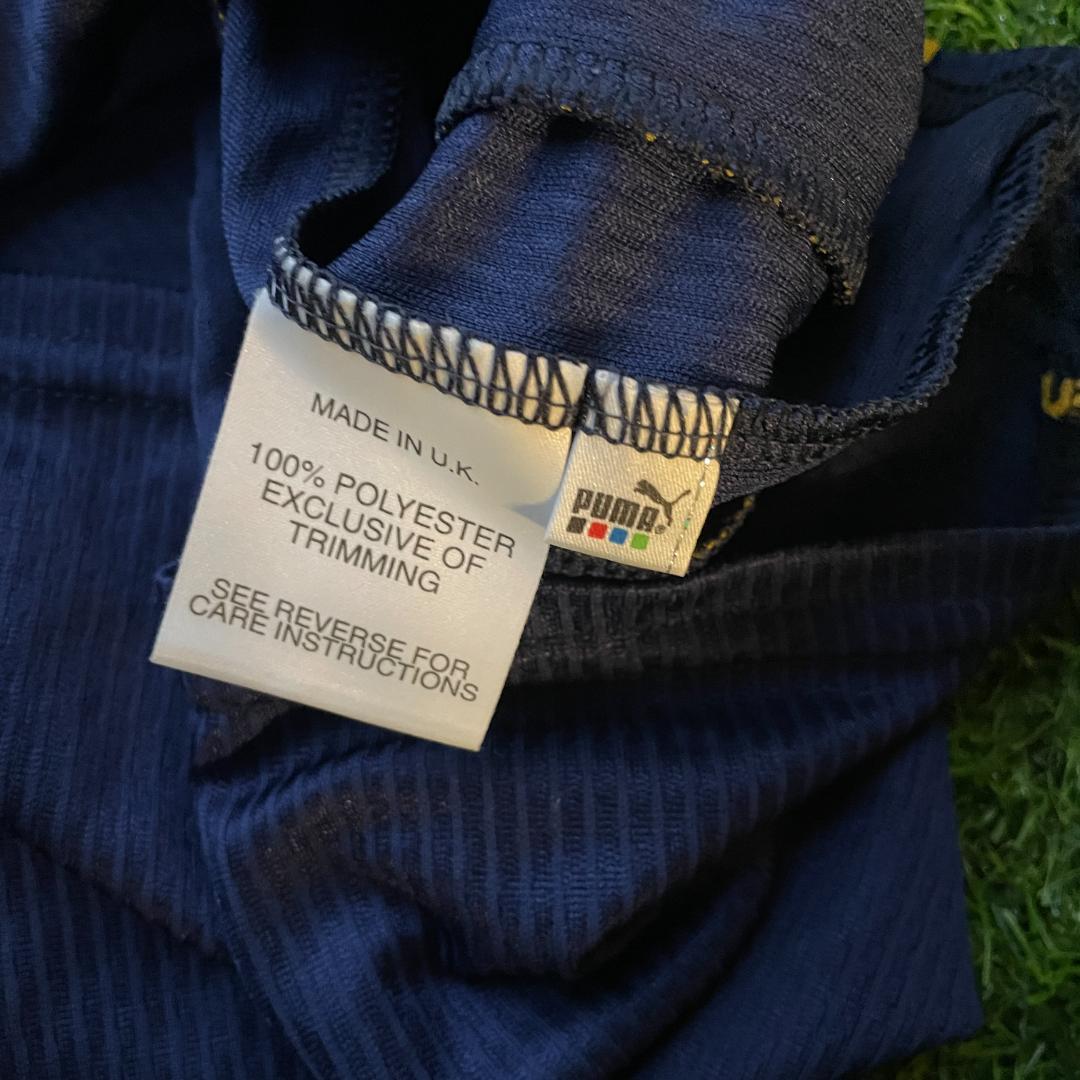 MADE IN U.K.
100% POLYESTER
EXCLUSIVE OF
TRIMMING
SEE REVERSE FOR
CARE INSTRUCTIONS
PUMA®